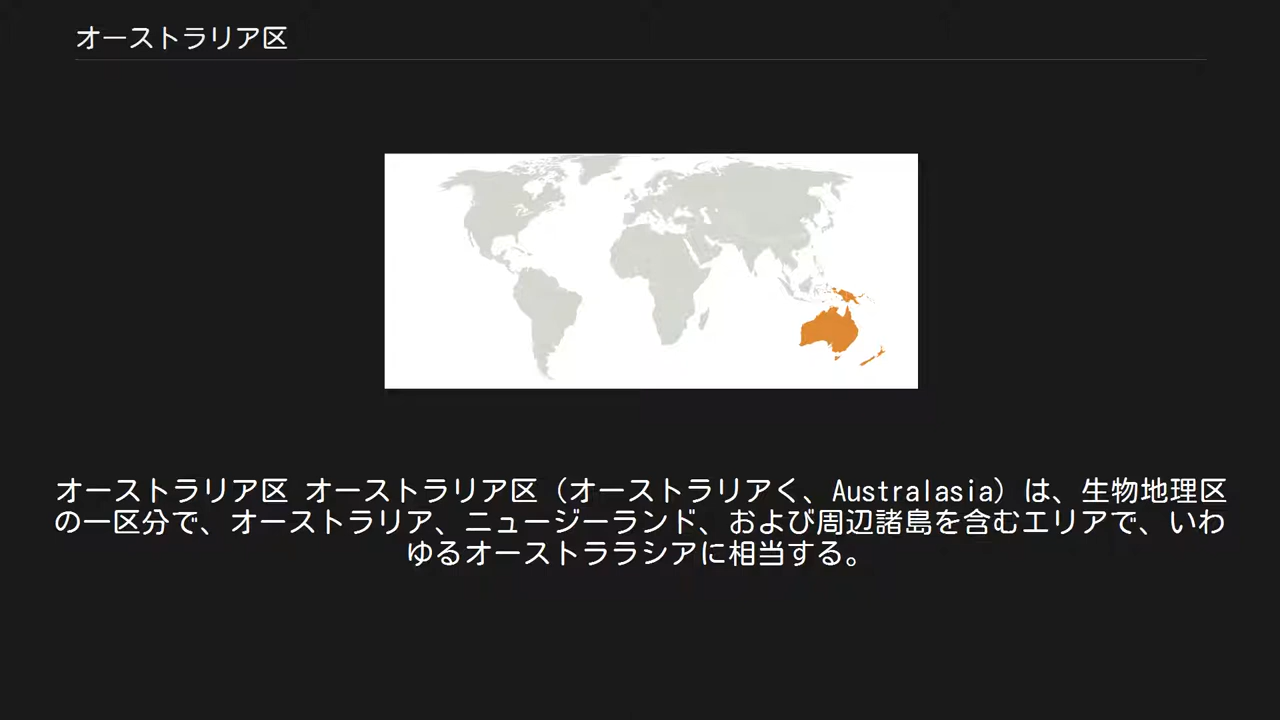 オーストラリア区
オーストラリア区 オーストラリア区（オーストラリアく、Australasia）は、生物地理区
の一区分で、オーストラリア、ニュージーランド、および周辺諸島を含むエリアで、いわ
ゆるオーストララシアに相当する。